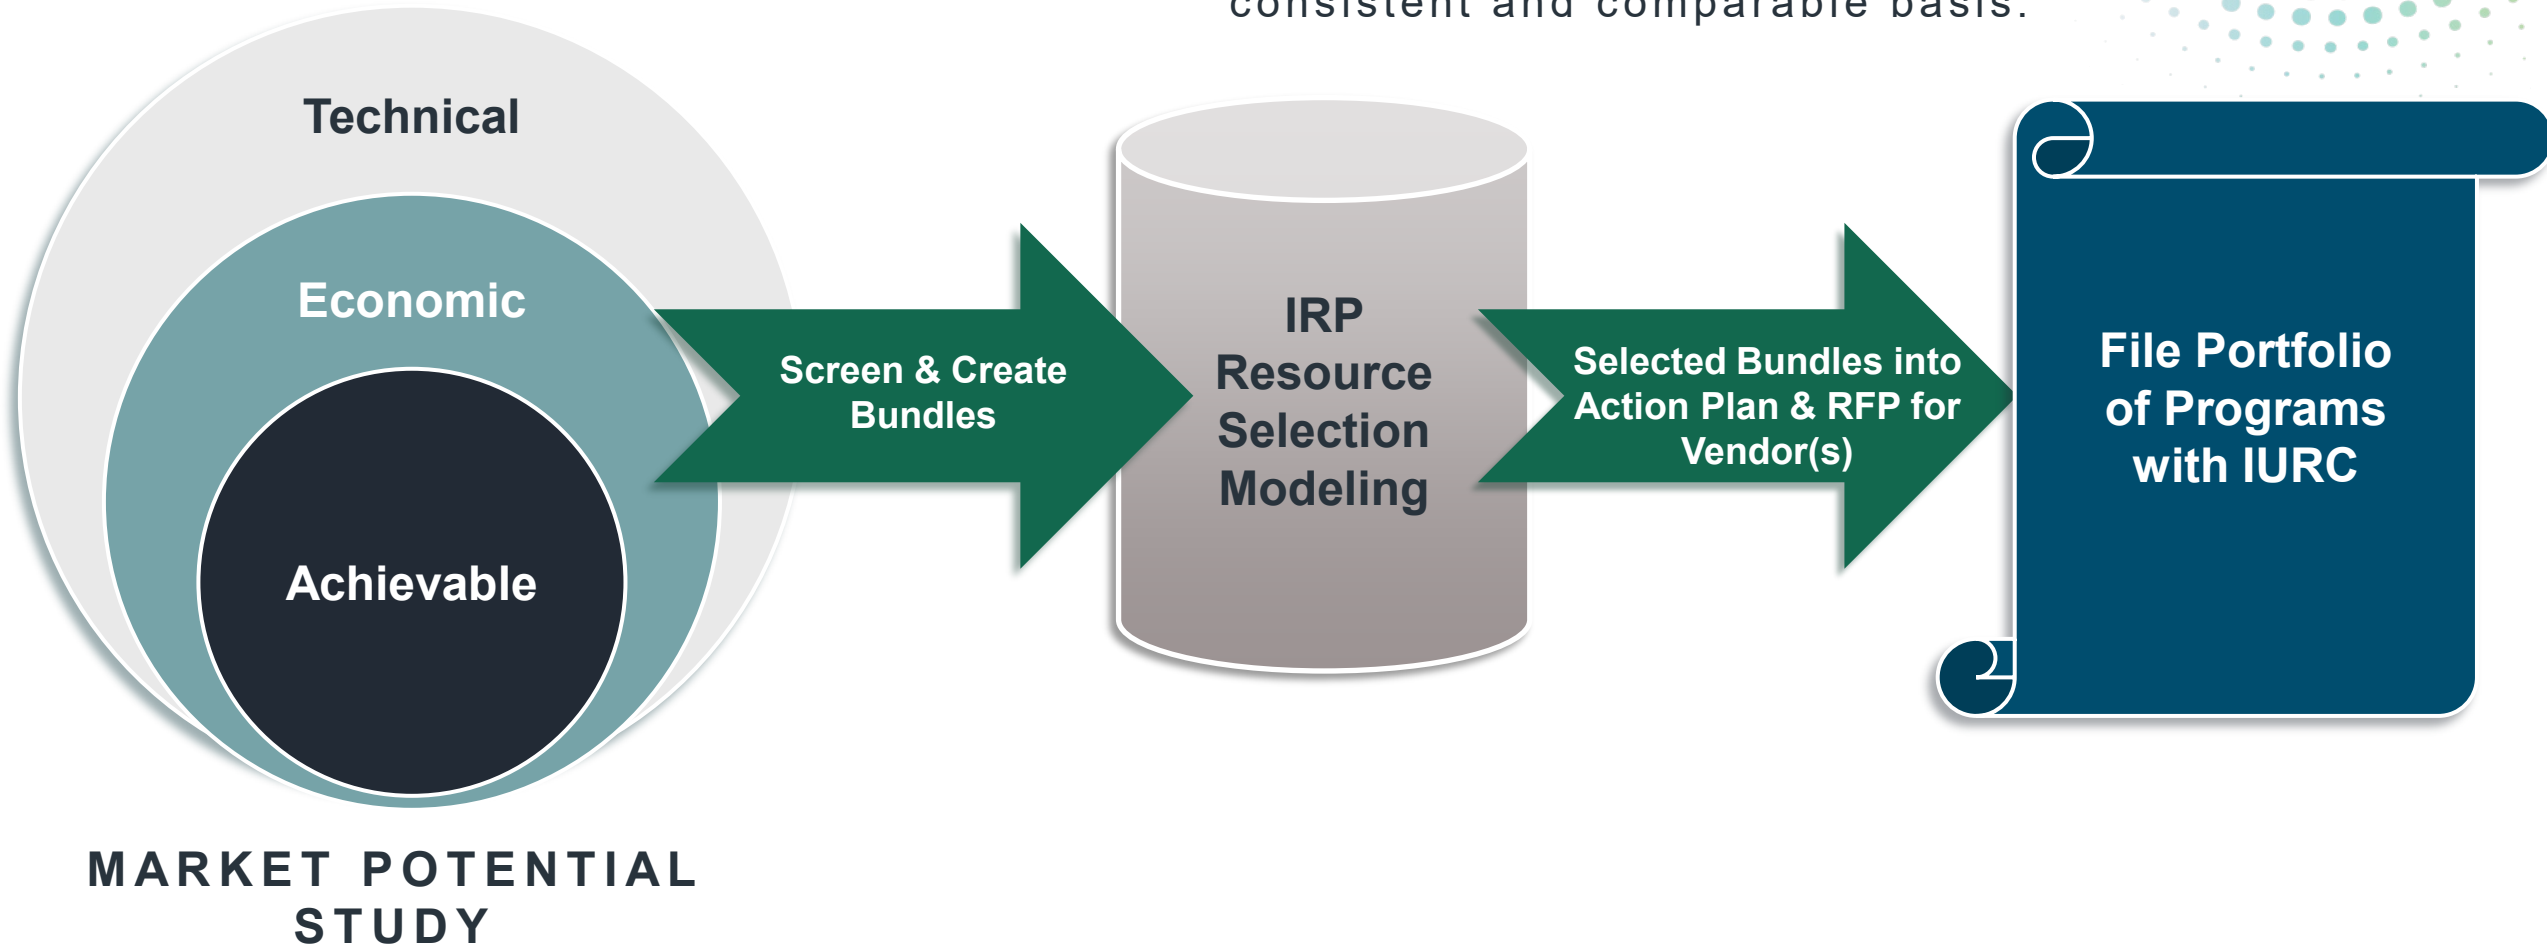 consistent and comparable basis.
Technical
Economic
Achievable
MARKET POTENTIAL
STUDY
Screen & Create
Bundles
IRP
Resource
Selection
Modeling
Selected Bundles into
Action Plan & RFP for
Vendor(s)
File Portfolio
of Programs
with IURC